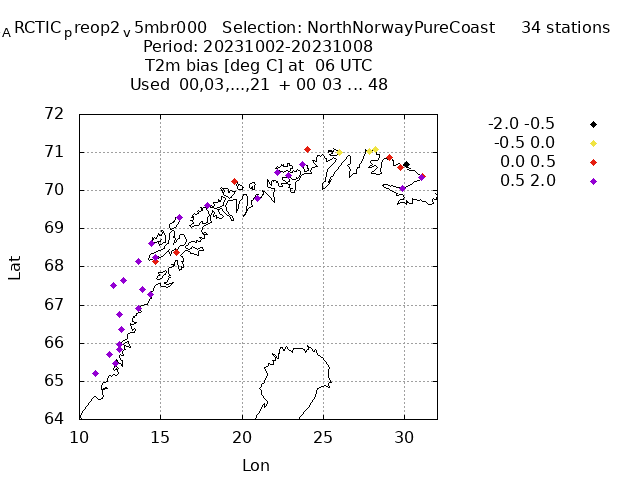 ARCTIC preop2 v5mbr000 Selection: NorthNorwayPureCoast 34 stations
Period: 20231002-20231008
T2m bias [deg C] at 06 UTC
Used 00,03,...,21 + 00 03 ... 48
72
71
70
69
68
67
66
65
64
10 15 20 25 30
Lat
Lon
-2.0 -0.5
-0.5 0.0
0.0 0.5
0.5 2.0